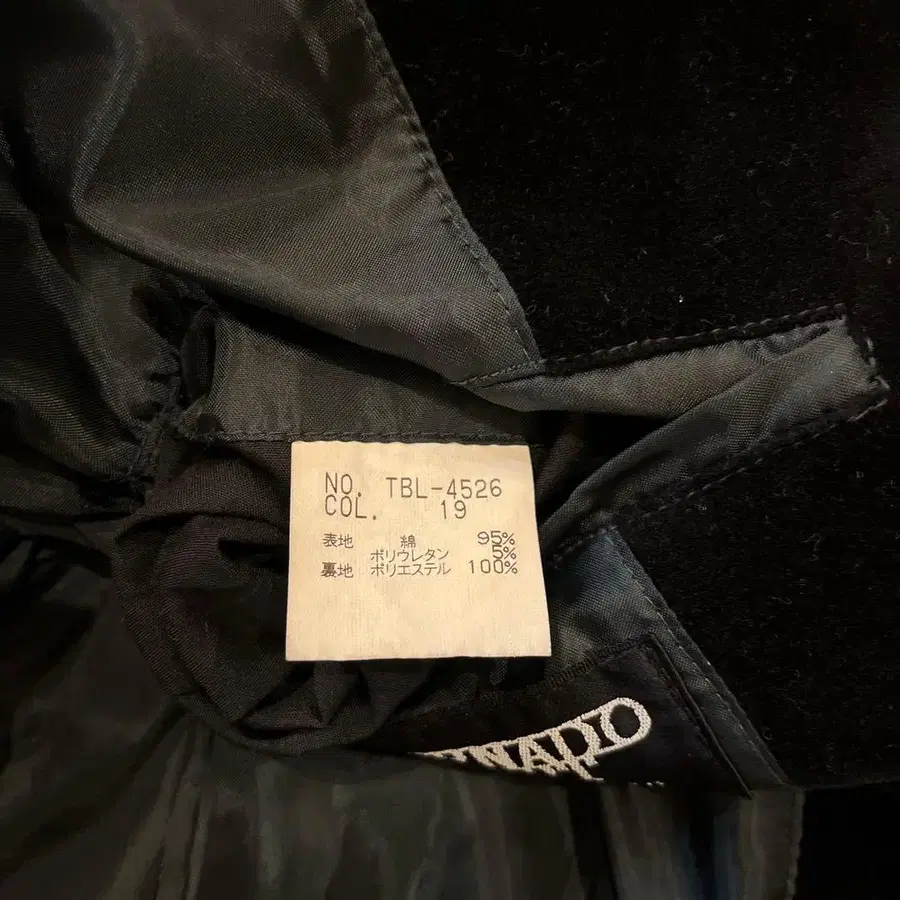 NO. TBL-4526
COL. 19
表地 綿 95%
ポリウレタン 5%
裏地 ポリエステル 100%